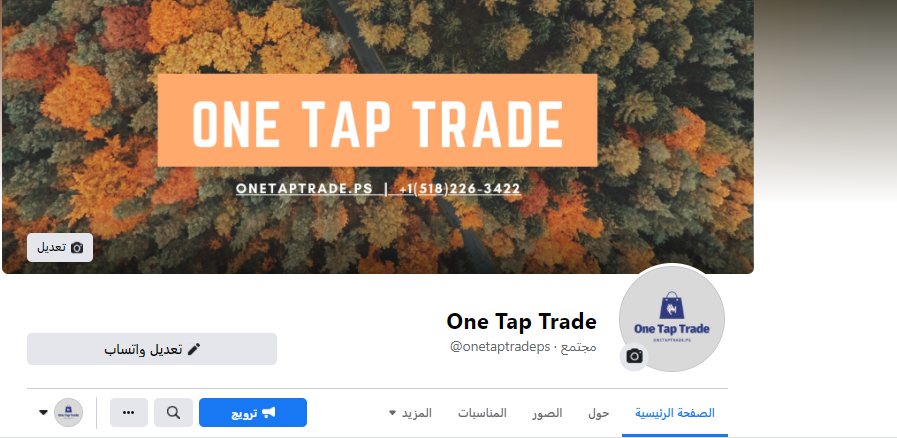 ONE TAP TRADE
ONETAPTRADE.PS | +1(518)226-3422
تعديل
One Tap Trade
ONETAPTRADE.PS
One Tap Trade
مجتمع · @onetaptradeps
تعديل واتساب
الصفحة الرئيسية
حول
الصور
المناسبات
المزيد
ترويج